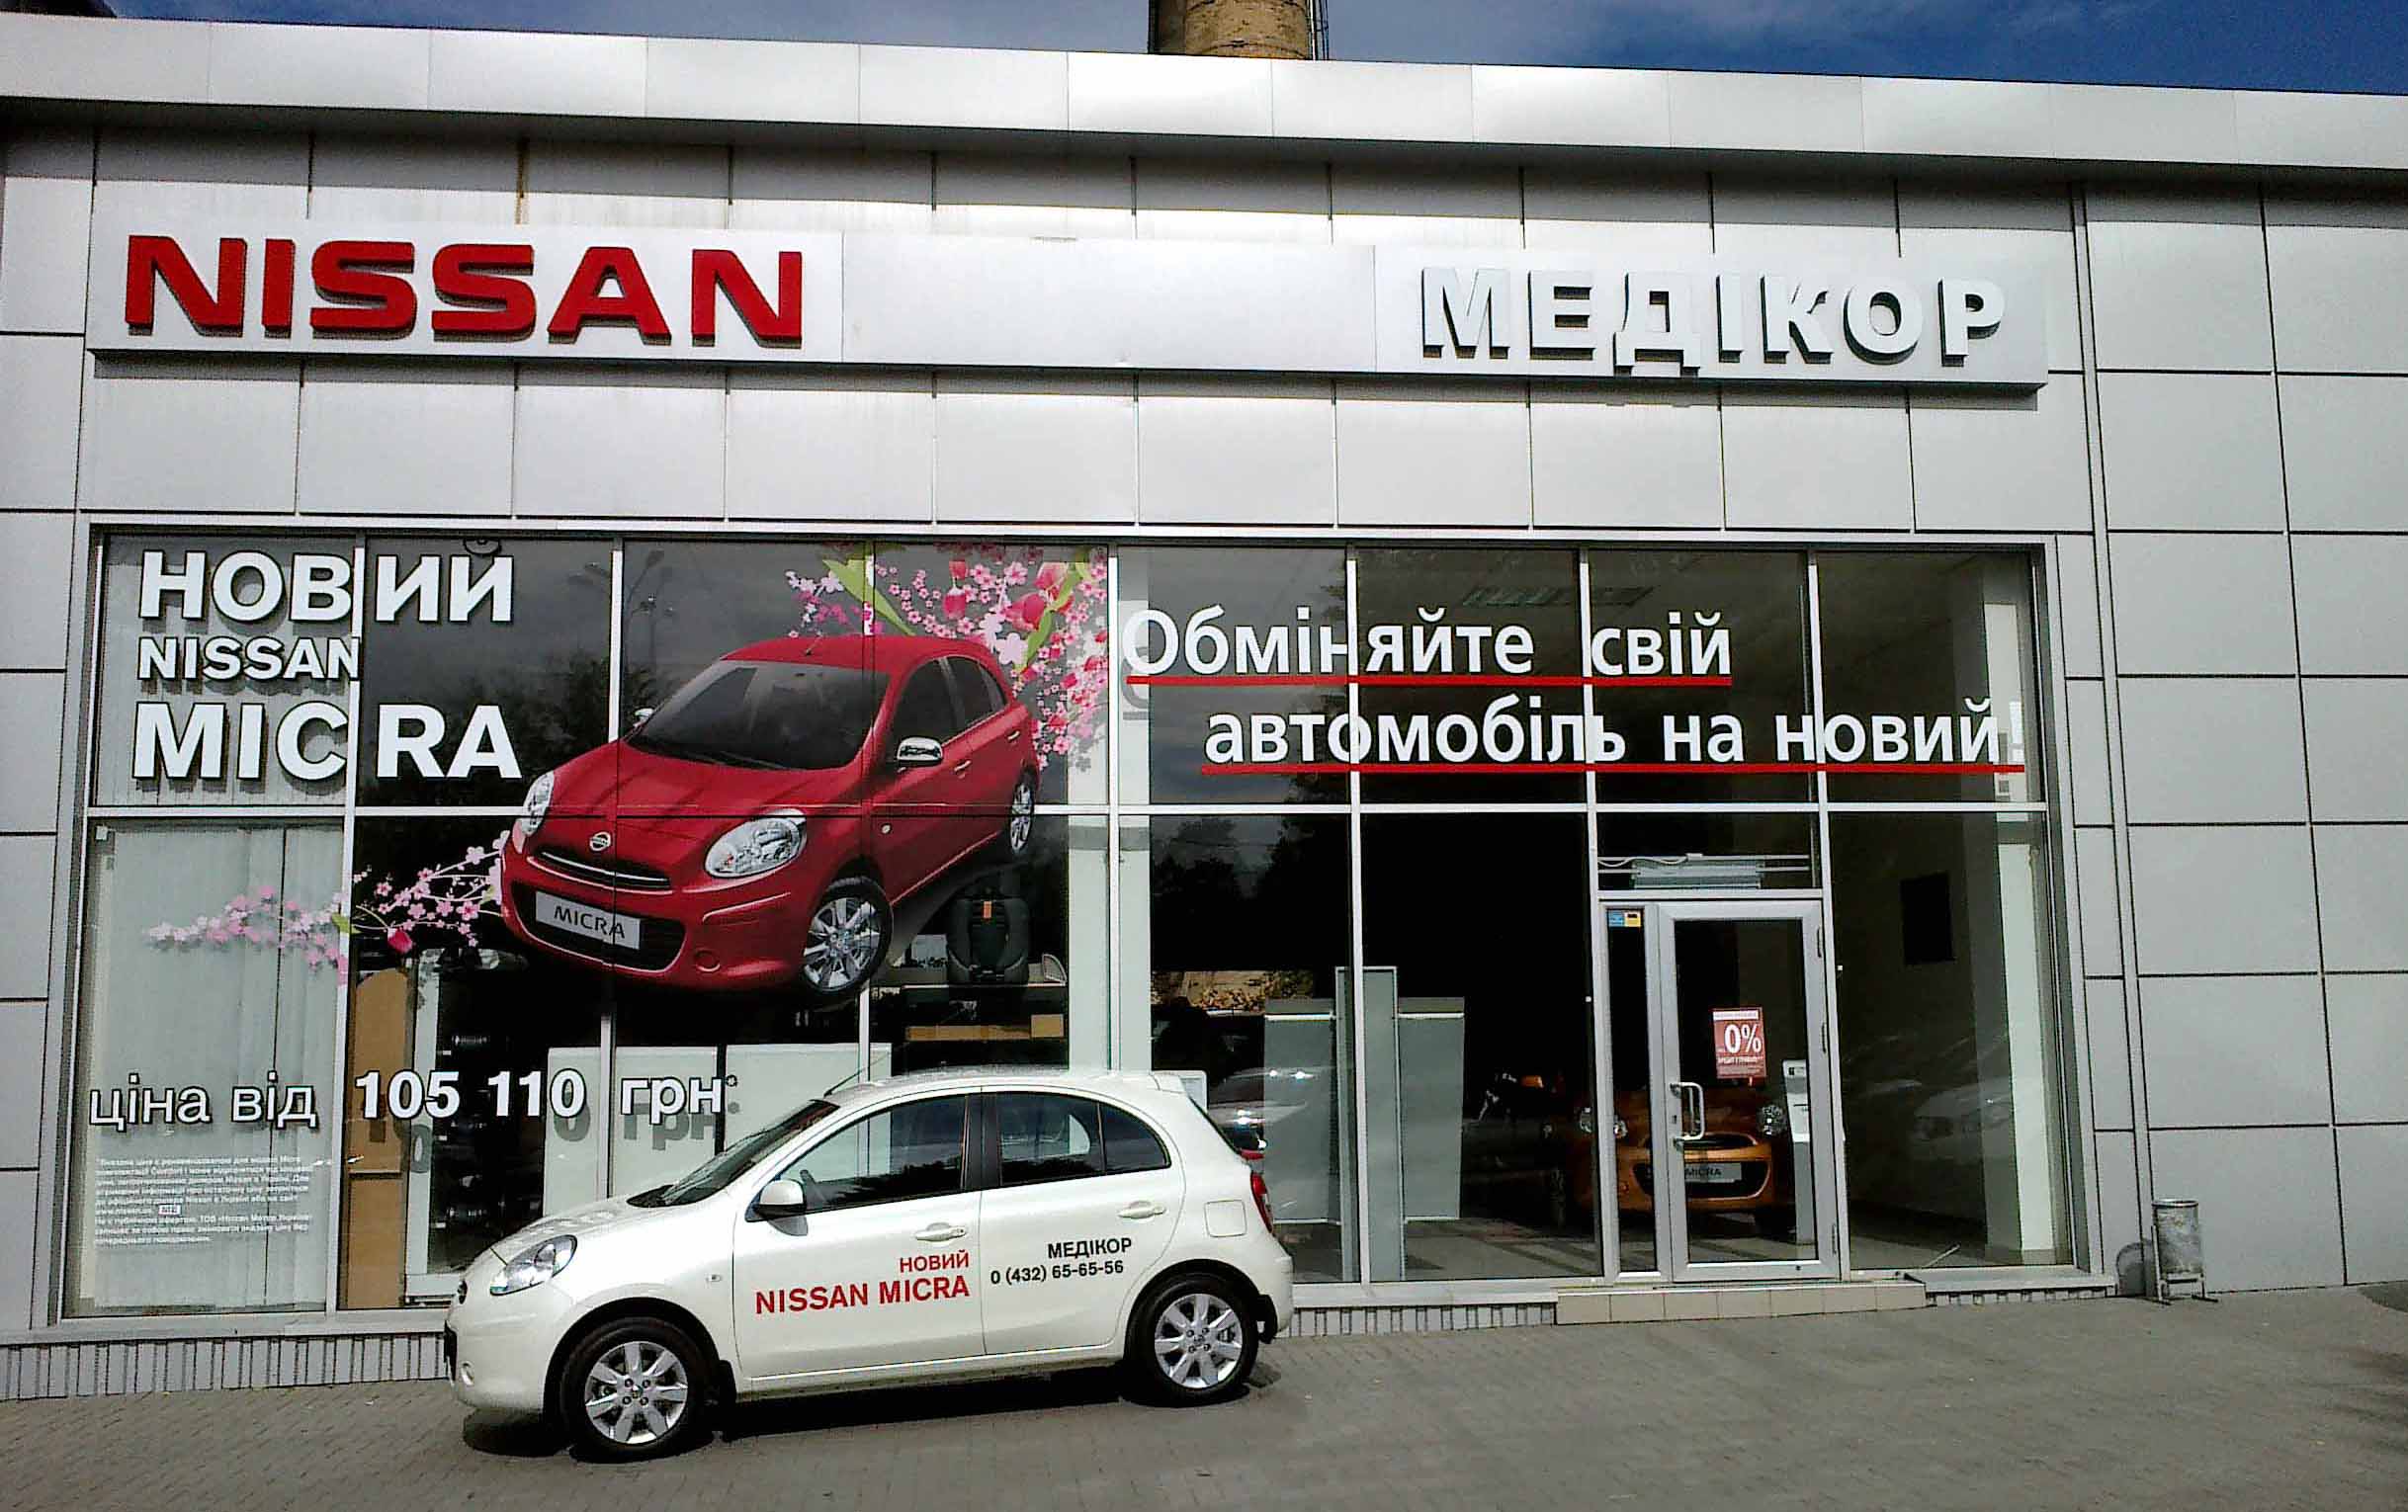 NISSAN
МЕДІКОР
НОВИЙ
NISSAN
MICRA
Обміняйте свій
автомобіль на новий!
MICRA
ціна від 105 110 грн*
0%
MICRA
НОВИЙ
NISSAN MICRA
МЕДІКОР
0 (432) 65-65-56